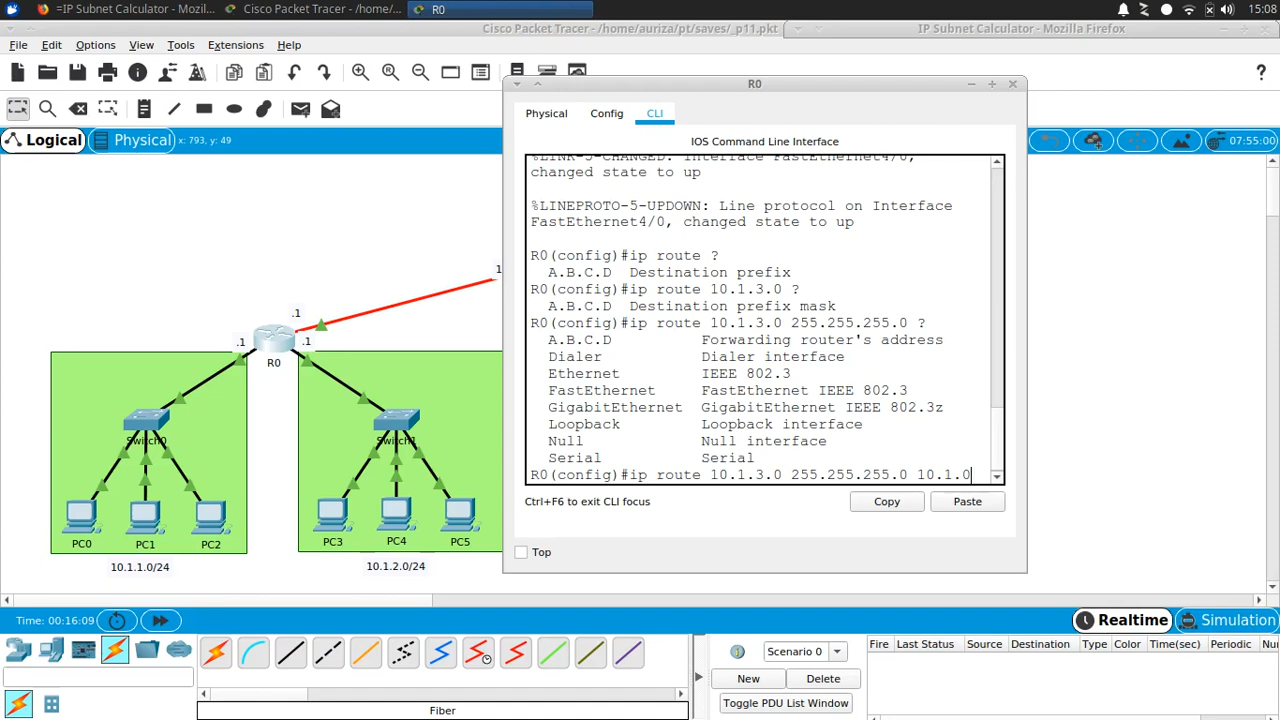 =IP Subnet Calculator - Mozil...
Cisco Packet Tracer - /home/...
R0
15:08
Cisco Packet Tracer - /home/auriza/pt/saves/_p11.pkt
IP Subnet Calculator - Mozilla Firefox
File Edit Options View Tools Extensions Help
?
R0
Logical
Physical
x: 793, y: 49
07:55:00
Physical Config CLI
IOS Command Line Interface
%LINK-5-CHANGED: Interface FastEthernet4/0,
changed state to up
%LINEPROTO-5-UPDOWN: Line protocol on Interface
FastEthernet4/0, changed state to up
R0(config)#ip route ?
A.B.C.D Destination prefix
R0(config)#ip route 10.1.3.0 ?
A.B.C.D Destination prefix mask
R0(config)#ip route 10.1.3.0 255.255.255.0 ?
A.B.C.D Forwarding router's address
Dialer Dialer interface
Ethernet IEEE 802.3
FastEthernet FastEthernet IEEE 802.3
GigabitEthernet GigabitEthernet IEEE 802.3z
Loopback Loopback interface
Null Null interface
Serial Serial
R0(config)#ip route 10.1.3.0 255.255.255.0 10.1.0
Ctrl+F6 to exit CLI focus
Copy
Paste
Top
1
.1
.1
.1
R0
Switch0
Switch1
PC0 PC1 PC2
PC3 PC4 PC5
10.1.1.0/24
10.1.2.0/24
Time: 00:16:09
Realtime
Simulation
Scenario 0
New
Delete
Toggle PDU List Window
Fire Last Status Source Destination Type Color Time(sec) Periodic Nu
Fiber